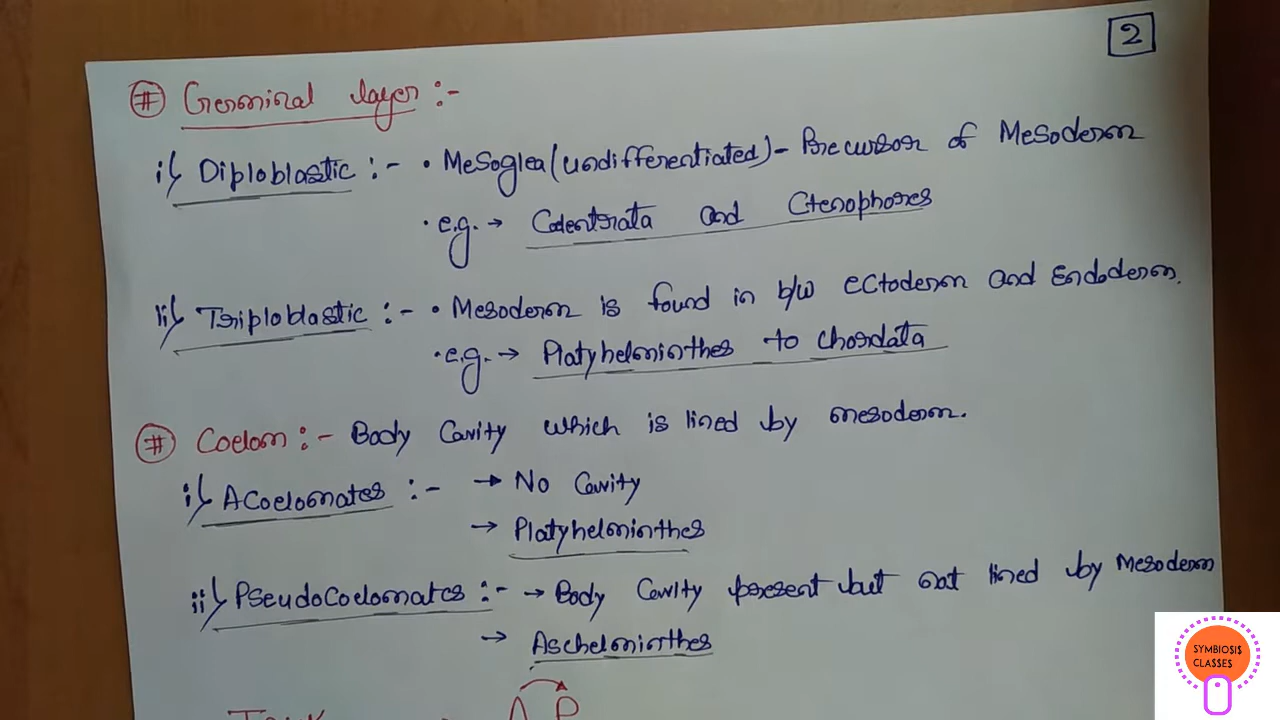 2
# Germinal layer :-
i) Diploblastic :- • Mesoglea (undifferentiated) - Precursor of Mesoderm
• e.g. → Coelentrata and Ctenophores
ii) Triploblastic :- • Mesoderm is found in b/w Ectoderm and Endoderm.
• e.g. → Platyhelminthes to Chordata
# Coelom :- Body Cavity which is lined by mesoderm.
i) Acoelomates :- → No Cavity
→ Platyhelminthes
ii) Pseudocoelomates :- → Body Cavity present but not lined by Mesoderm
→ Aschelminthes
SYMBIOSIS
CLASSES